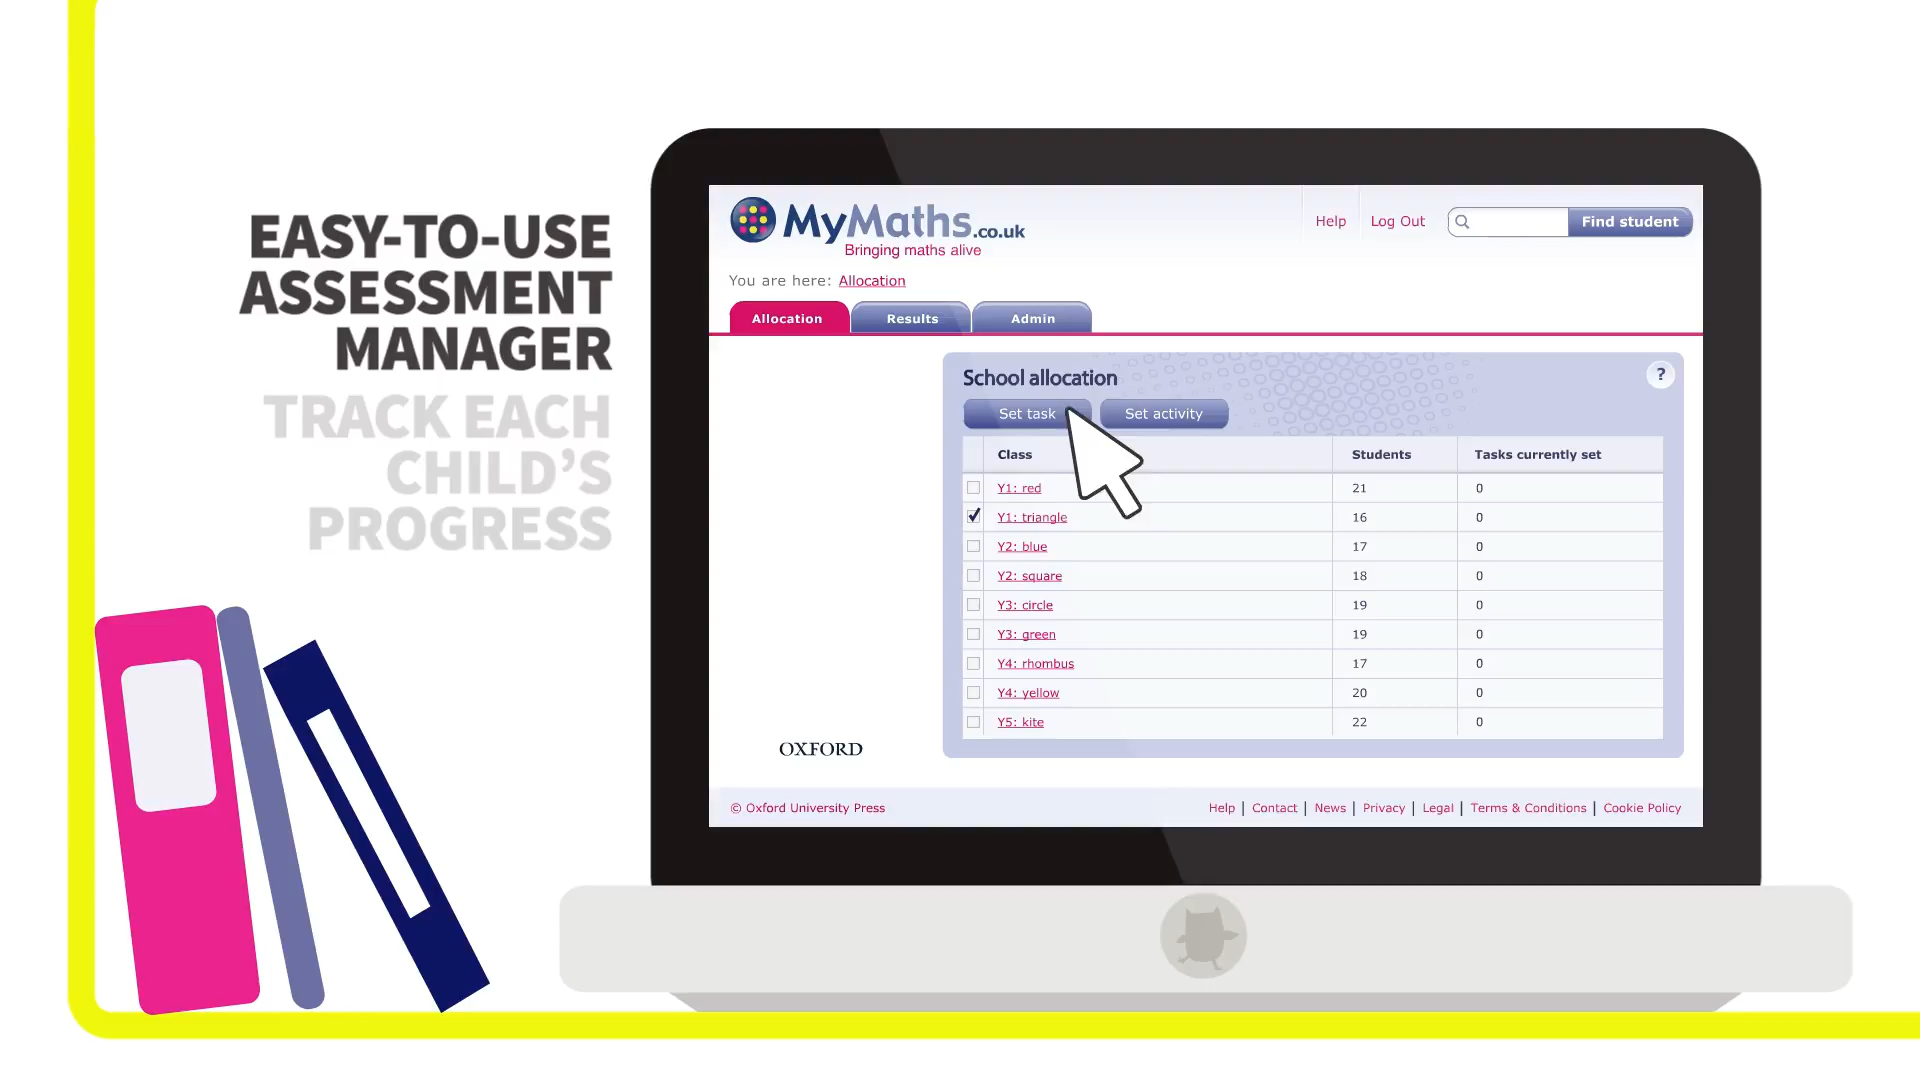 EASY-TO-USE
ASSESSMENT
MANAGER
TRACK EACH
CHILD'S
PROGRESS
MyMaths.co.uk
Bringing maths alive
Help Log Out Find student
You are here: Allocation
Allocation Results Admin
School allocation ?
Set task Set activity
Class Students Tasks currently set
Y1: red 21 0
Y1: triangle 16 0
Y2: blue 17 0
Y2: square 18 0
Y3: circle 19 0
Y3: green 19 0
Y4: rhombus 17 0
Y4: yellow 20 0
Y5: kite 22 0
OXFORD
© Oxford University Press Help | Contact | News | Privacy | Legal | Terms & Conditions | Cookie Policy